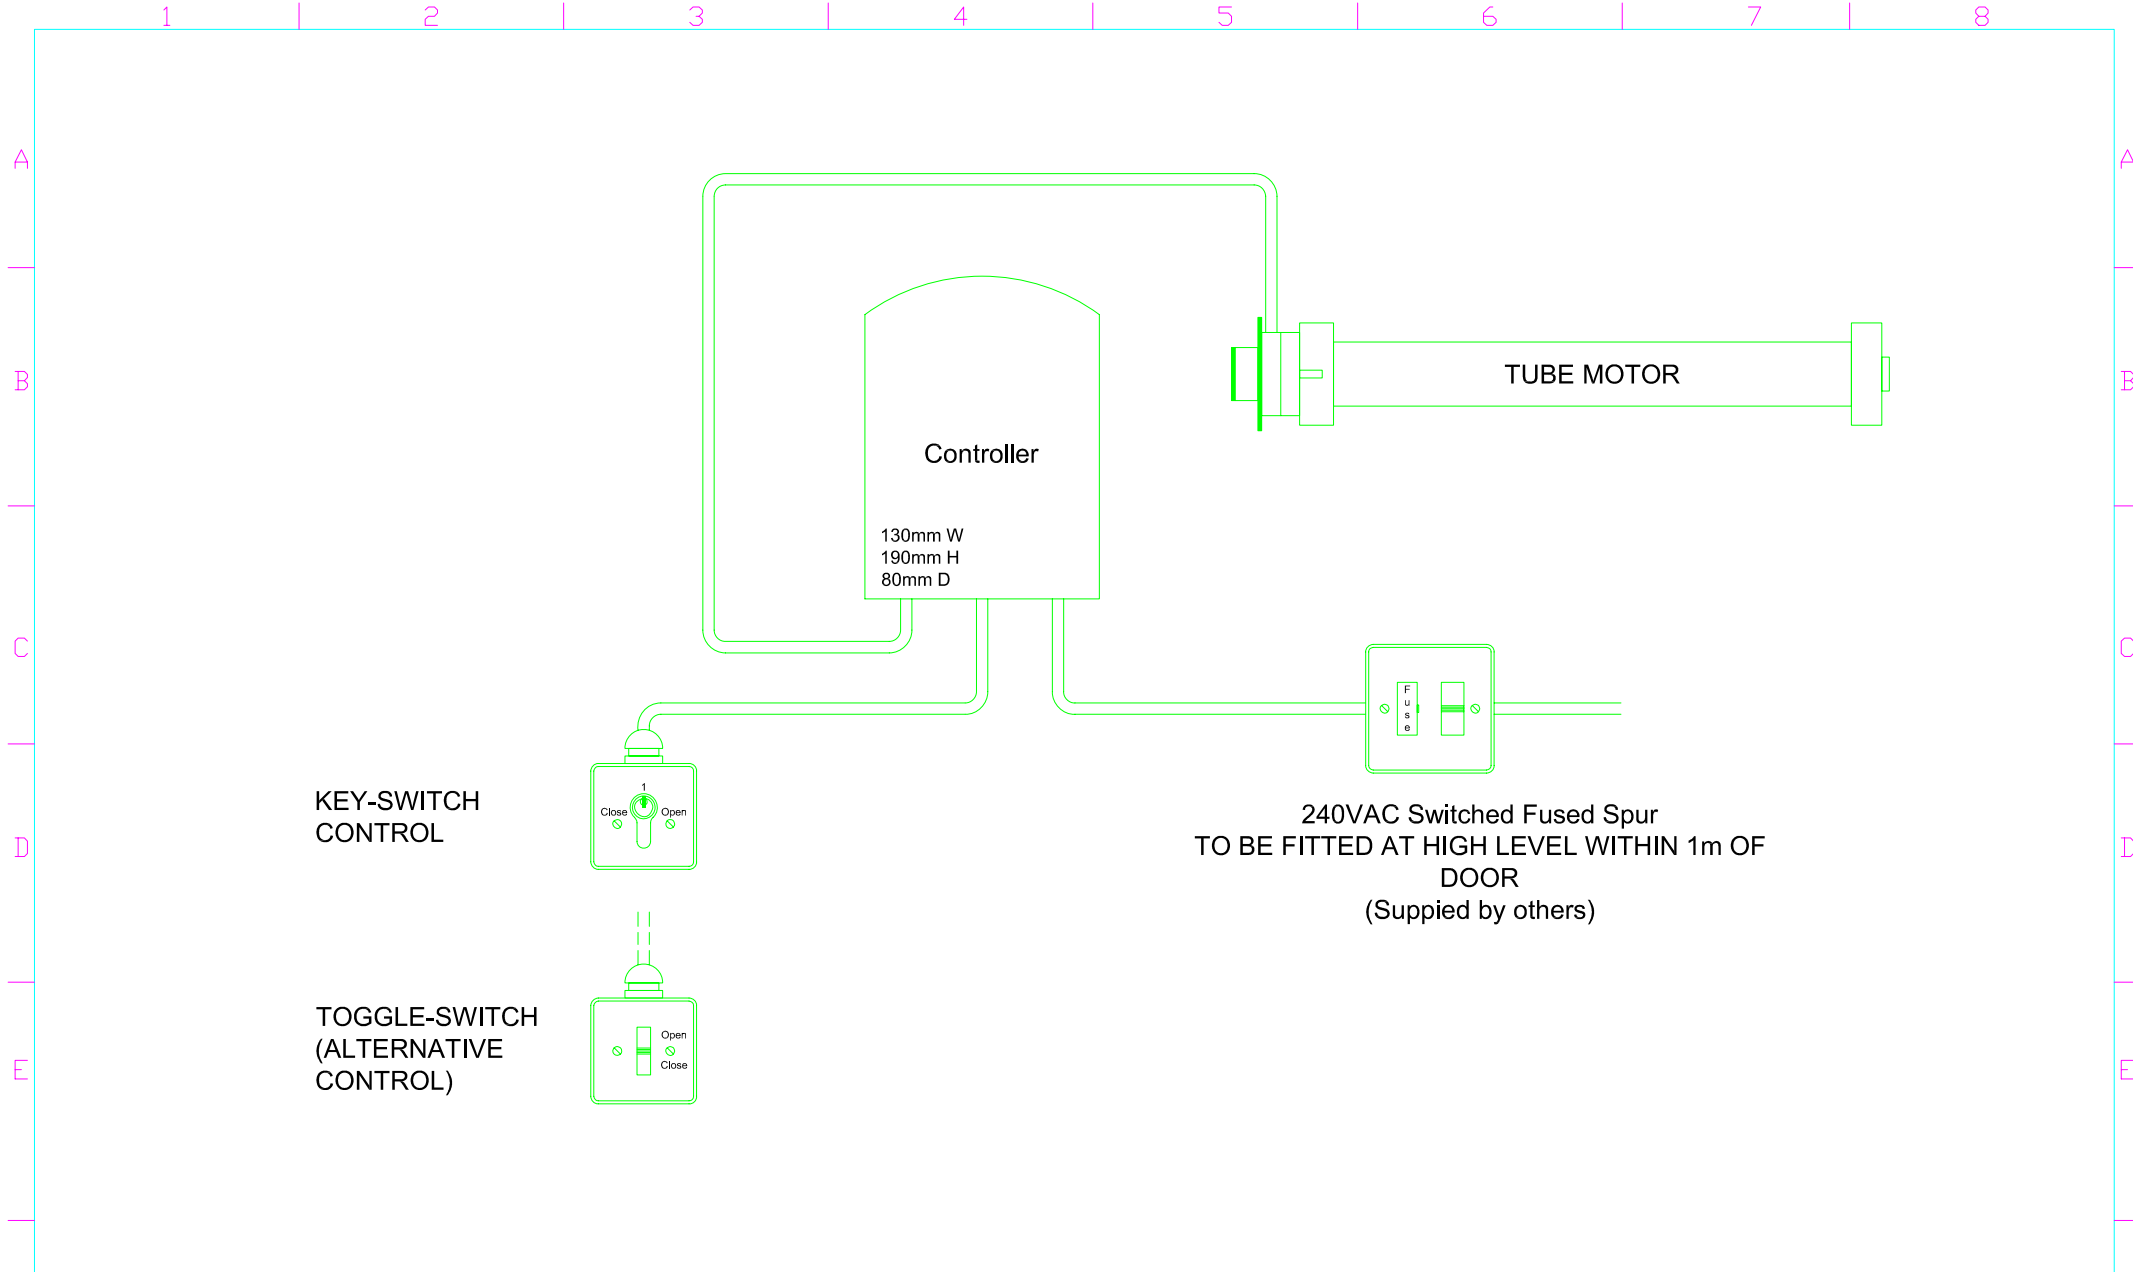 1 2 3 4 5 6 7 8
A A
B B
TUBE MOTOR
Controller
130mm W
190mm H
80mm D
C C
Fuse
KEY-SWITCH
CONTROL
1
Close Open
240VAC Switched Fused Spur
TO BE FITTED AT HIGH LEVEL WITHIN 1m OF
DOOR
(Suppied by others)
D D
TOGGLE-SWITCH
(ALTERNATIVE
CONTROL)
Open
Close
E E